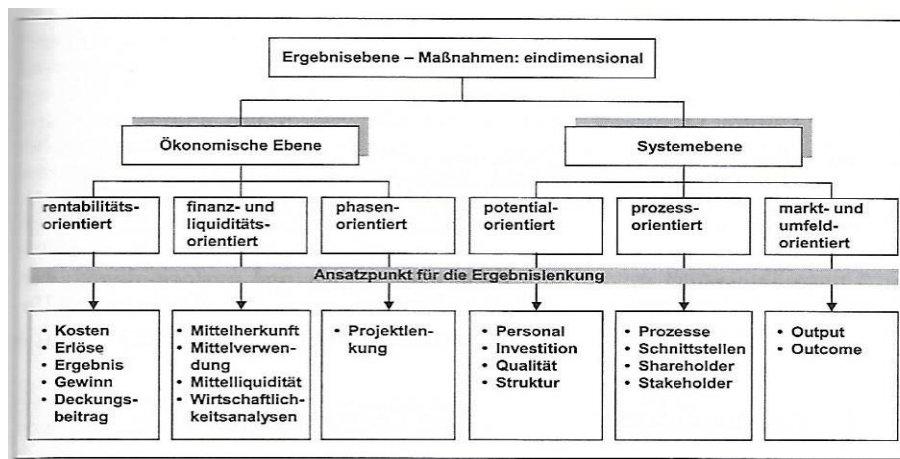 Ergebnisebene – Maßnahmen: eindimensional
Ökonomische Ebene
Systemebene
rentabilitäts-
orientiert
finanz- und
liquiditäts-
orientiert
phasen-
orientiert
potential-
orientiert
prozess-
orientiert
markt- und
umfeld-
orientiert
Ansatzpunkt für die Ergebnislenkung
• Kosten
• Erlöse
• Ergebnis
• Gewinn
• Deckungs-
beitrag
• Mittelherkunft
• Mittelverwen-
dung
• Mittelliquidität
• Wirtschaftlich-
keitsanalysen
• Projektlen-
kung
• Personal
• Investition
• Qualität
• Struktur
• Prozesse
• Schnittstellen
• Shareholder
• Stakeholder
• Output
• Outcome